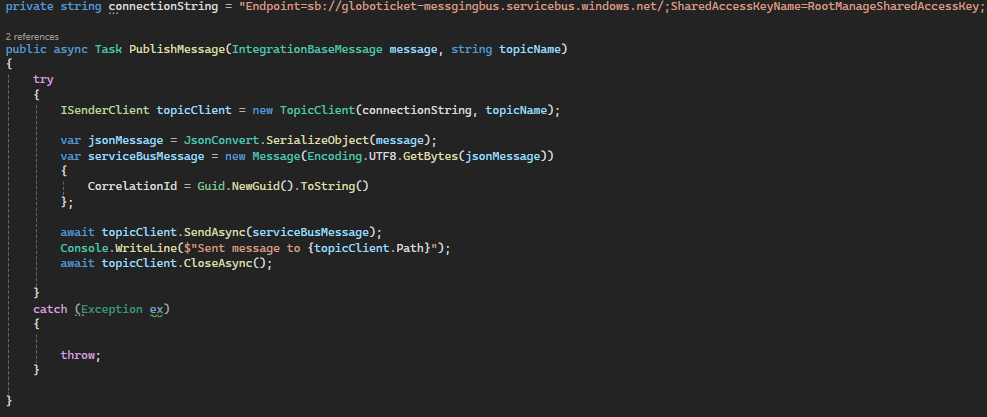 private string connectionString = "Endpoint=sb://globoticket-messgingbus.servicebus.windows.net/;SharedAccessKeyName=RootManageSharedAccessKey;
2 references
public async Task PublishMessage(IntegrationBaseMessage message, string topicName)
{
try
{
ISenderClient topicClient = new TopicClient(connectionString, topicName);
var jsonMessage = JsonConvert.SerializeObject(message);
var serviceBusMessage = new Message(Encoding.UTF8.GetBytes(jsonMessage))
{
CorrelationId = Guid.NewGuid().ToString()
};
await topicClient.SendAsync(serviceBusMessage);
Console.WriteLine($"Sent message to {topicClient.Path}");
await topicClient.CloseAsync();
}
catch (Exception ex)
{
throw;
}
}